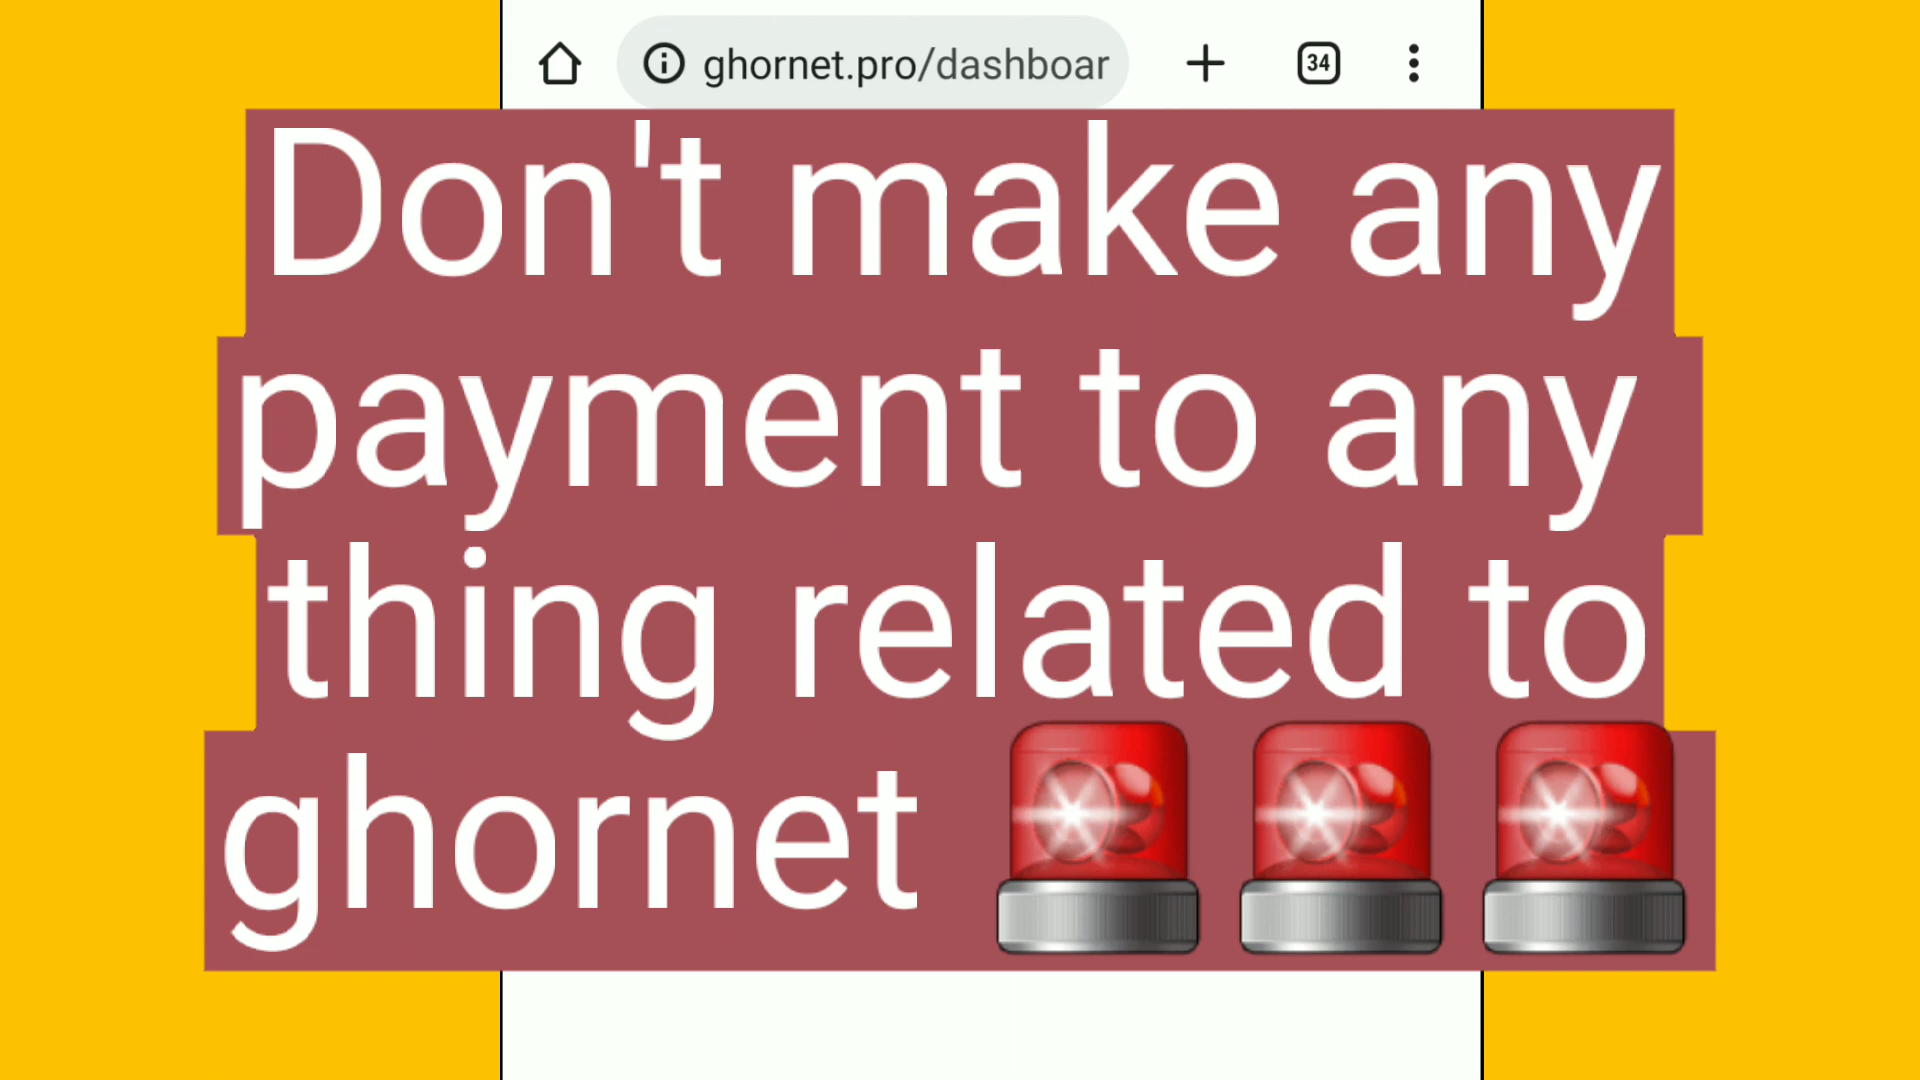 ghornet.pro/dashboar
34
Don't make any
payment to any
thing related to
ghornet 🚨🚨🚨